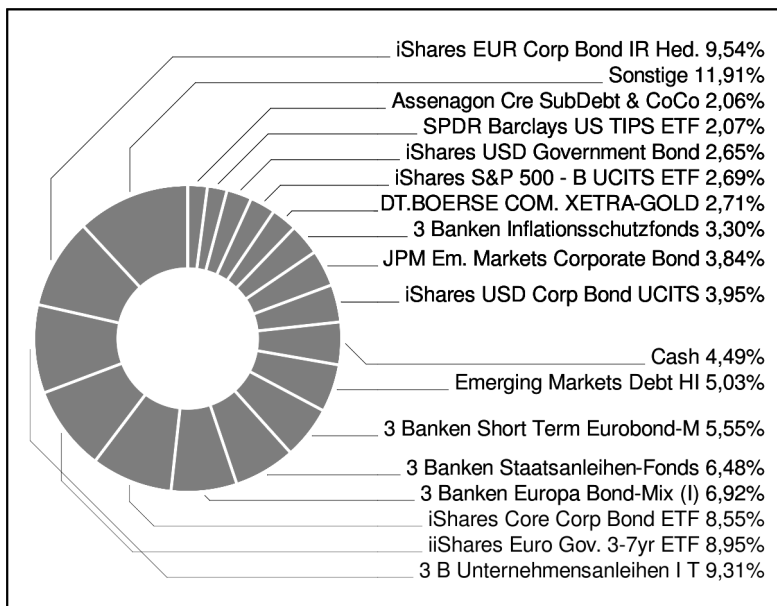 iShares EUR Corp Bond IR Hed. 9,54%
Sonstige 11,91%
Assenagon Cre SubDebt & CoCo 2,06%
SPDR Barclays US TIPS ETF 2,07%
iShares USD Government Bond 2,65%
iShares S&P 500 - B UCITS ETF 2,69%
DT.BOERSE COM. XETRA-GOLD 2,71%
3 Banken Inflationsschutzfonds 3,30%
JPM Em. Markets Corporate Bond 3,84%
iShares USD Corp Bond UCITS 3,95%
Cash 4,49%
Emerging Markets Debt HI 5,03%
3 Banken Short Term Eurobond-M 5,55%
3 Banken Staatsanleihen-Fonds 6,48%
3 Banken Europa Bond-Mix (I) 6,92%
iShares Core Corp Bond ETF 8,55%
iiShares Euro Gov. 3-7yr ETF 8,95%
3 B Unternehmensanleihen I T 9,31%